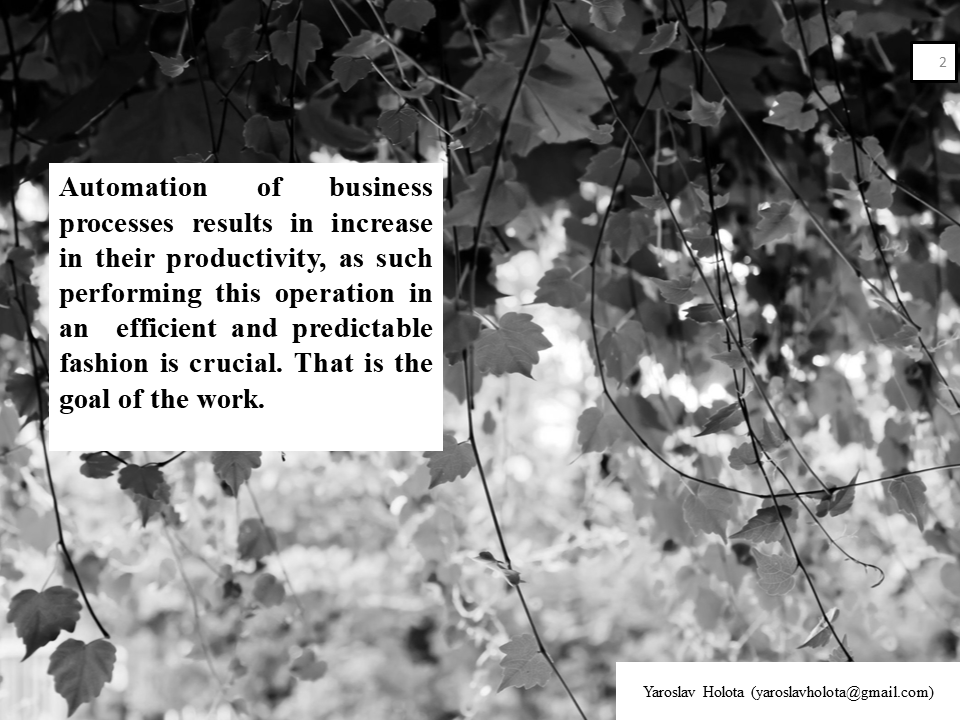 2
Automation of business
processes results in increase
in their productivity, as such
performing this operation in
an efficient and predictable
fashion is crucial. That is the
goal of the work.
Yaroslav Holota (yaroslavholota@gmail.com)